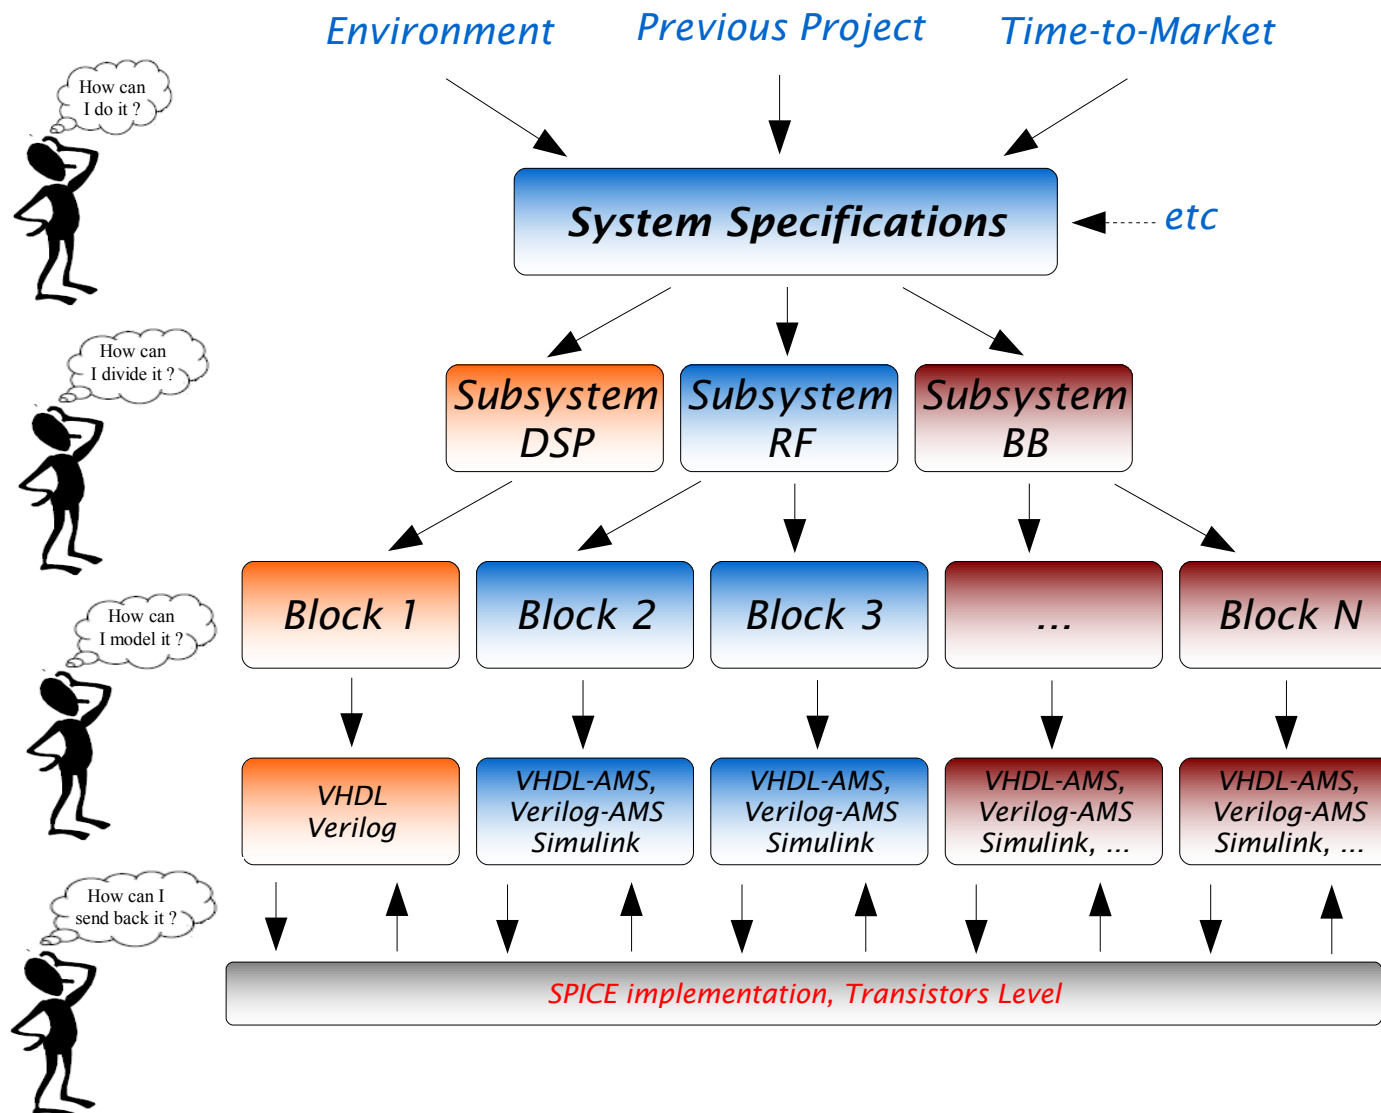 Environment
Previous Project
Time-to-Market
How can
I do it ?
System Specifications
etc
How can
I divide it ?
Subsystem
DSP
Subsystem
RF
Subsystem
BB
How can
I model it ?
Block 1
Block 2
Block 3
...
Block N
VHDL
Verilog
VHDL-AMS,
Verilog-AMS
Simulink
VHDL-AMS,
Verilog-AMS
Simulink
VHDL-AMS,
Verilog-AMS
Simulink, ...
VHDL-AMS,
Verilog-AMS
Simulink, ...
How can I
send back it ?
SPICE implementation, Transistors Level